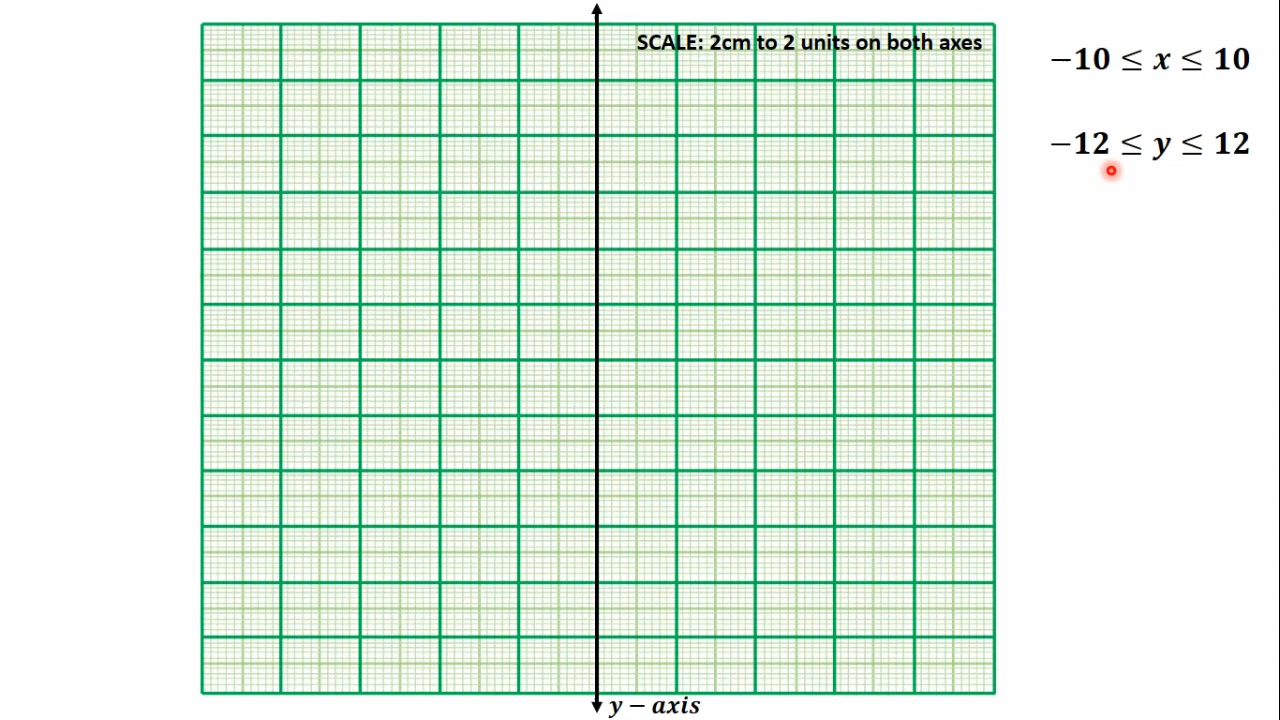 SCALE: 2cm to 2 units on both axes
−10 ≤ x ≤ 10
−12 ≤ y ≤ 12
y − axis